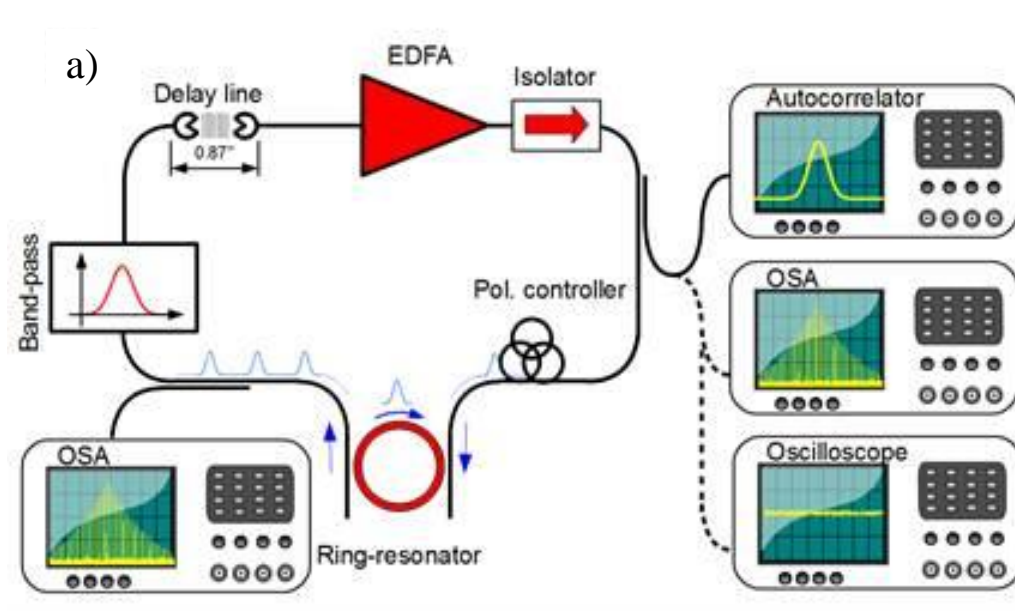 a)
EDFA
Isolator
Delay line
0.87"
Autocorrelator
Band-pass
Pol. controller
OSA
OSA
Oscilloscope
Ring-resonator